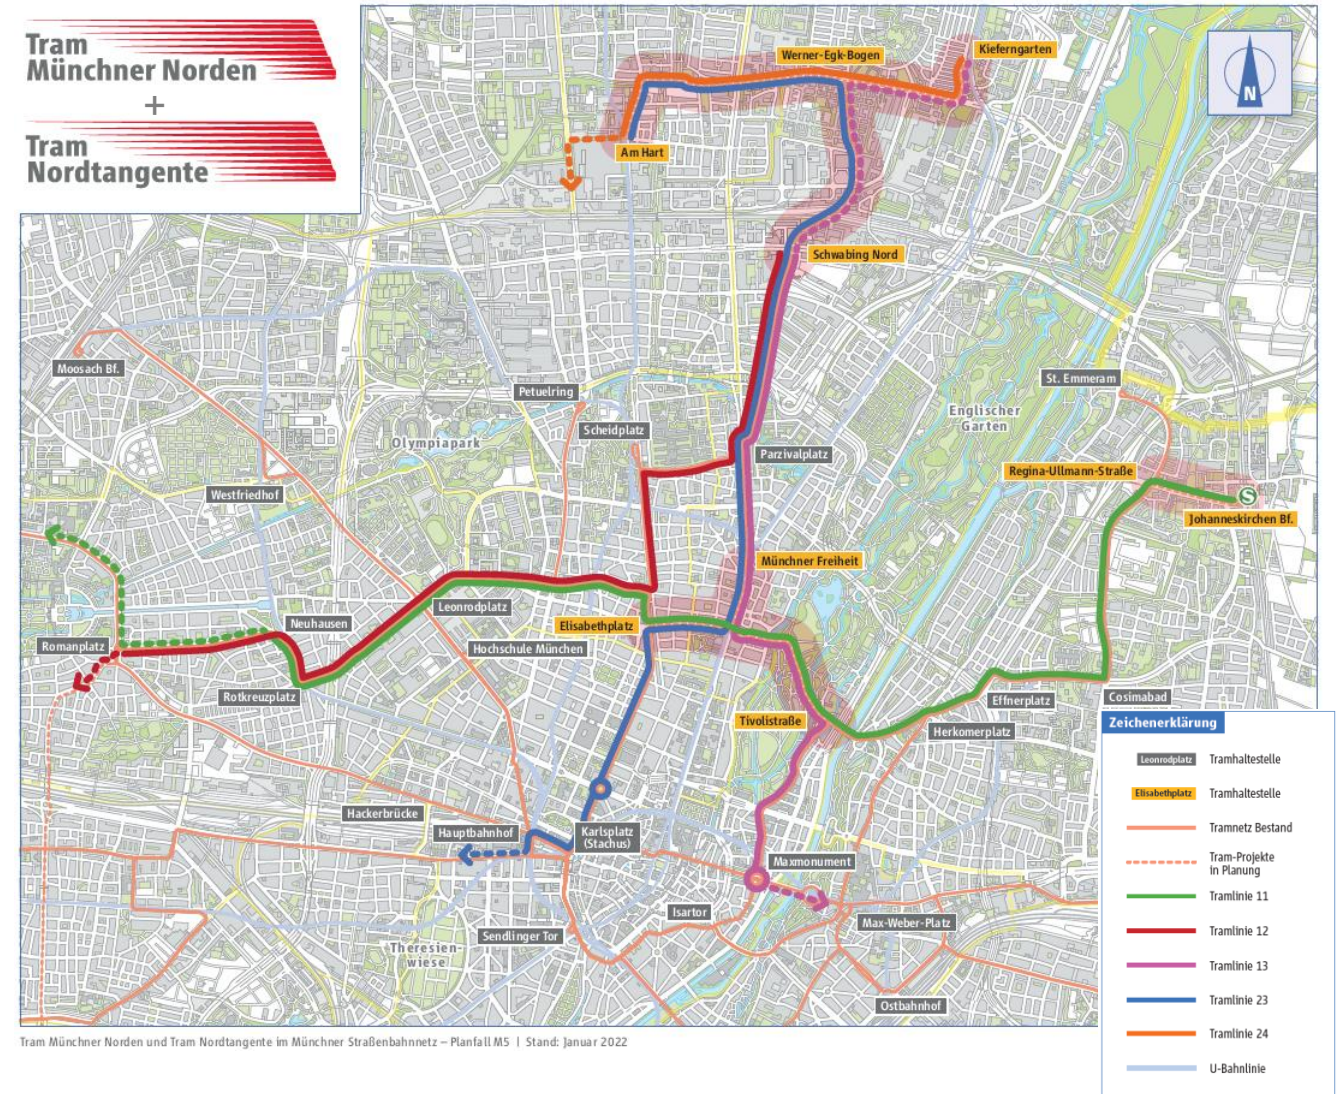 Tram
Münchner Norden
+
Tram
Nordtangente
Werner-Egk-Bogen
Kieferngarten
N
Am Hart
Schwabing Nord
Moosach Bf.
Petuelring
St. Emmeram
Scheidplatz
Englischer
Garten
Olympiapark
Parzivalplatz
Regina-Ullmann-Straße
Westfriedhof
S
Johanneskirchen Bf.
Münchner Freiheit
Leonrodplatz
Neuhausen
Elisabethplatz
Romanplatz
Hochschule München
Rotkreuzplatz
Effnerplatz
Cosimabad
Tivolistraße
Herkomerplatz
Hackerbrücke
Hauptbahnhof
Karlsplatz
(Stachus)
Maxmonument
Isartor
Max-Weber-Platz
Sendlinger Tor
Theresien-
wiese
Ostbahnhof
Zeichenerklärung
Leonrodplatz Tramhaltestelle
Elisabethplatz Tramhaltestelle
Tramnetz Bestand
Tram-Projekte
in Planung
Tramlinie 11
Tramlinie 12
Tramlinie 13
Tramlinie 23
Tramlinie 24
U-Bahnlinie
Tram Münchner Norden und Tram Nordtangente im Münchner Straßenbahnnetz – Planfall M5 | Stand: Januar 2022